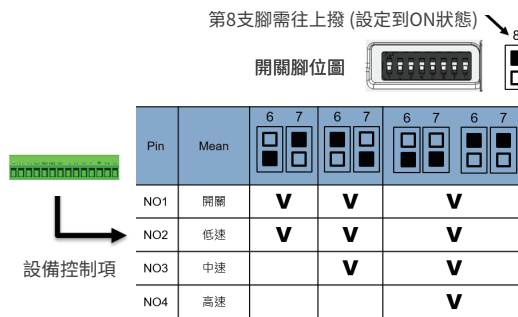 第8支腳需往上撥 (設定到ON狀態)
8
開關腳位圖
Pin Mean 6 7 6 7 6 7 6 7
NO1 開關 V V V
NO2 低速 V V V
NO3 中速 V V
NO4 高速 V
設備控制項